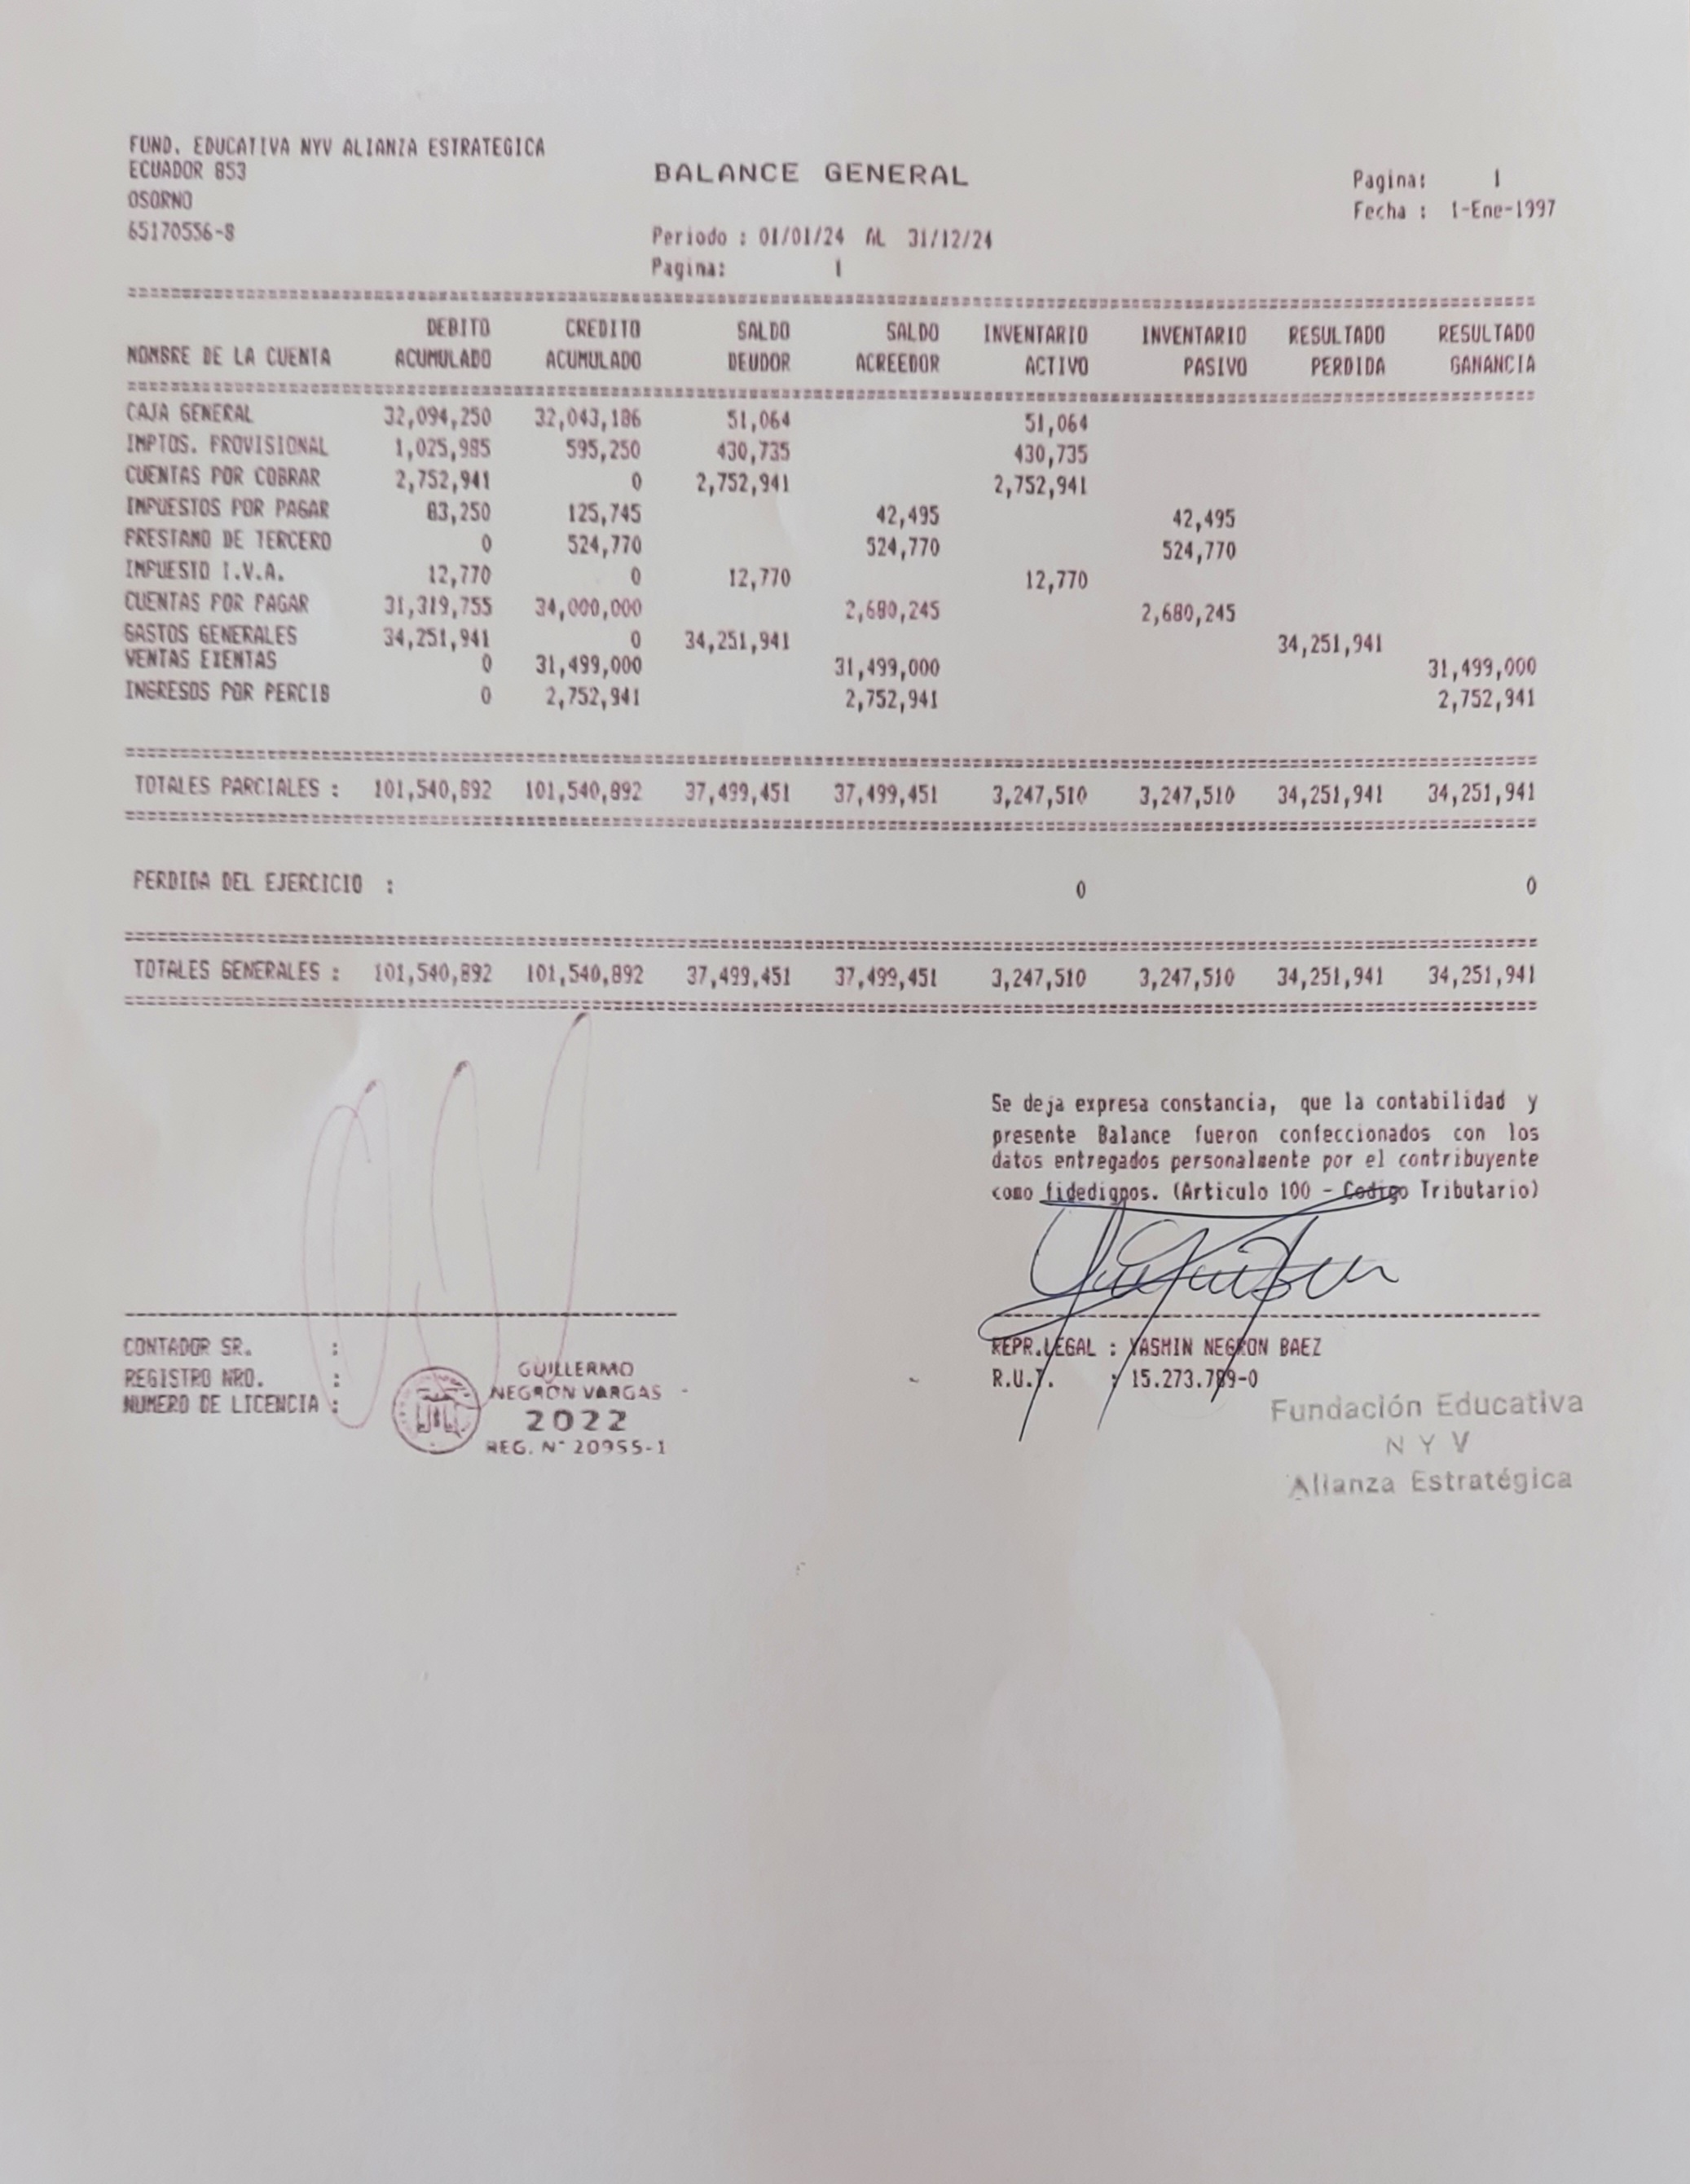 FUND. EDUCATIVA NYV ALIANZA ESTRATEGICA
ECUADOR 853
OSORNO
65170556-8
BALANCE GENERAL
Periodo : 01/01/24 AL 31/12/24
Pagina: 1
Pagina: 1
Fecha : 1-Ene-1997
DEBITO CREDITO SALDO SALDO INVENTARIO INVENTARIO RESULTADO RESULTADO
NOMBRE DE LA CUENTA ACUMULADO ACUMULADO DEUDOR ACREEDOR ACTIVO PASIVO PERDIDA GANANCIA
CAJA GENERAL 32,094,250 32,043,186 51,064 51,064
IMPTOS. PROVISIONAL 1,025,985 595,250 430,735 430,735
CUENTAS POR COBRAR 2,752,941 0 2,752,941 2,752,941
IMPUESTOS POR PAGAR 83,250 125,745 42,495 42,495
PRESTAMO DE TERCERO 0 524,770 524,770 524,770
IMPUESTO I.V.A. 12,770 0 12,770 12,770
CUENTAS POR PAGAR 31,319,755 34,000,000 2,680,245 2,680,245
GASTOS GENERALES 34,251,941 0 34,251,941 34,251,941
VENTAS EXENTAS 0 31,499,000 31,499,000 31,499,000
INGRESOS POR PERCIB 0 2,752,941 2,752,941 2,752,941
TOTALES PARCIALES : 101,540,892 101,540,892 37,499,451 37,499,451 3,247,510 3,247,510 34,251,941 34,251,941
PERDIDA DEL EJERCICIO : 0 0
TOTALES GENERALES : 101,540,892 101,540,892 37,499,451 37,499,451 3,247,510 3,247,510 34,251,941 34,251,941
Se deja expresa constancia, que la contabilidad y
presente Balance fueron confeccionados con los
datos entregados personalmente por el contribuyente
como fidedignos. (Articulo 100 - Codigo Tributario)
CONTADOR SR. :
REGISTRO NRO. :
NUMERO DE LICENCIA :
GUILLERMO
NEGRON VARGAS
2022
REG. N° 20955-1
REPR.LEGAL : YASMIN NEGRON BAEZ
R.U.T. : 15.273.789-0
Fundación Educativa
N Y V
Alianza Estratégica